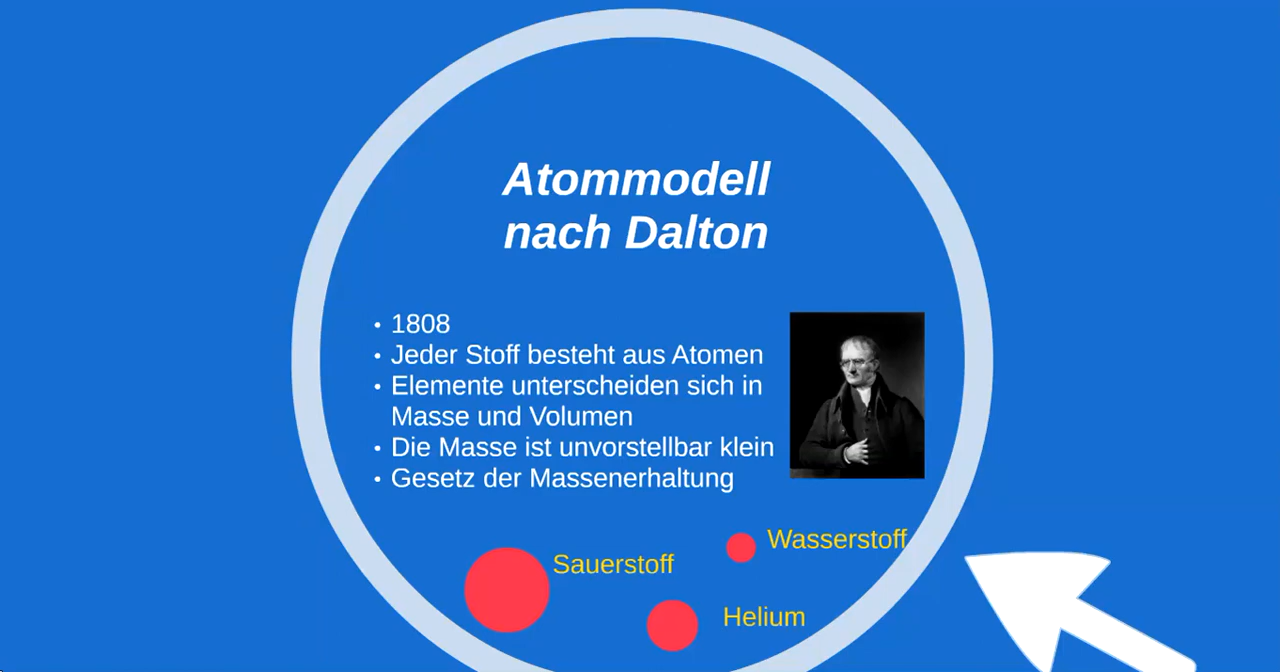 Atommodell
nach Dalton
• 1808
• Jeder Stoff besteht aus Atomen
• Elemente unterscheiden sich in
Masse und Volumen
• Die Masse ist unvorstellbar klein
• Gesetz der Massenerhaltung
Wasserstoff
Sauerstoff
Helium